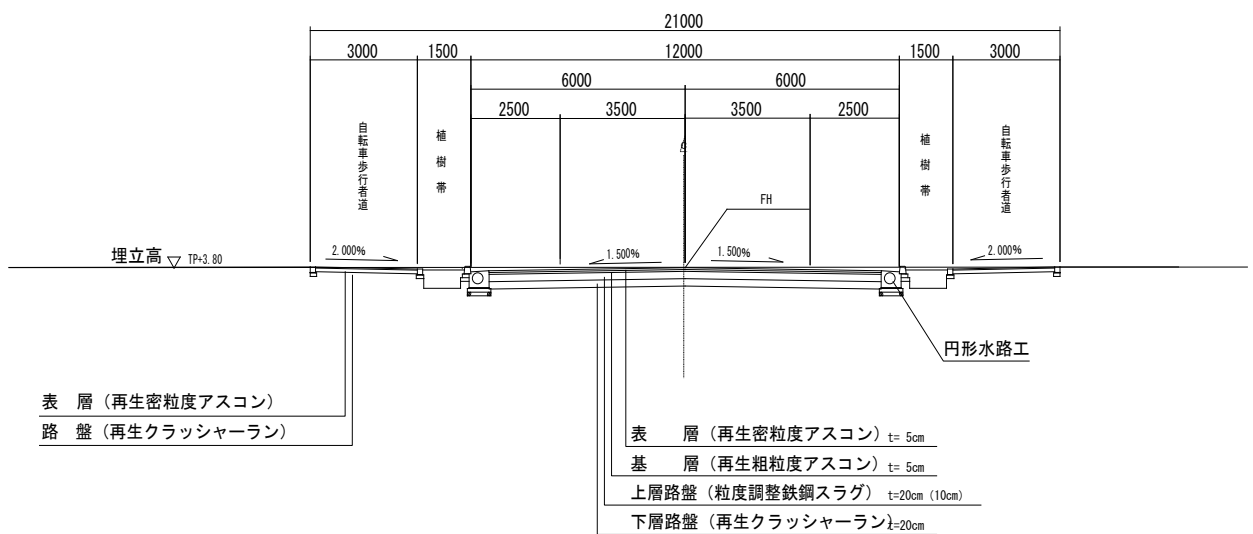 21000
3000 1500 12000 1500 3000
6000 6000
2500 3500 3500 2500
自転車歩行者道
植樹帯
植樹帯
自転車歩行者道
FH
埋立高 TP+3.80
2.000%
1.500%
1.500%
2.000%
円形水路工
表 層（再生密粒度アスコン）
路 盤（再生クラッシャーラン）
表 層（再生密粒度アスコン） t= 5cm
基 層（再生粗粒度アスコン） t= 5cm
上層路盤（粒度調整鉄鋼スラグ） t=20cm (10cm)
下層路盤（再生クラッシャーラン） t=20cm